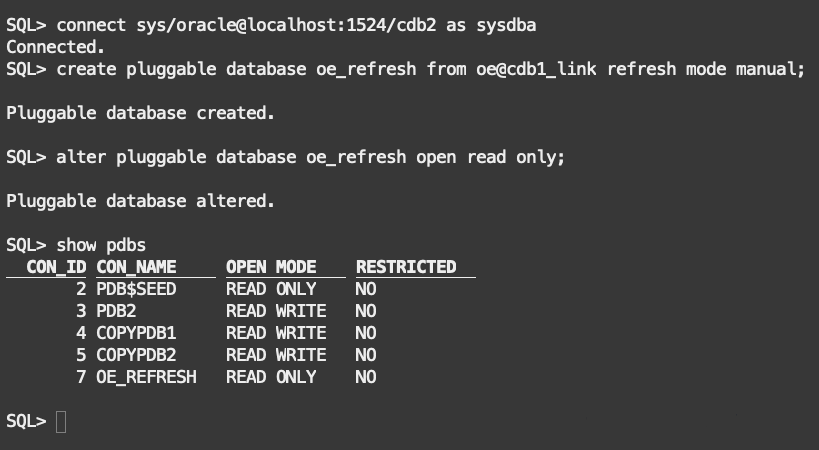 SQL> connect sys/oracle@localhost:1524/cdb2 as sysdba
Connected.
SQL> create pluggable database oe_refresh from oe@cdb1_link refresh mode manual;
Pluggable database created.
SQL> alter pluggable database oe_refresh open read only;
Pluggable database altered.
SQL> show pdbs
CON_ID CON_NAME OPEN MODE RESTRICTED
2 PDB$SEED READ ONLY NO
3 PDB2 READ WRITE NO
4 COPYPDB1 READ WRITE NO
5 COPYPDB2 READ WRITE NO
7 OE_REFRESH READ ONLY NO
SQL>